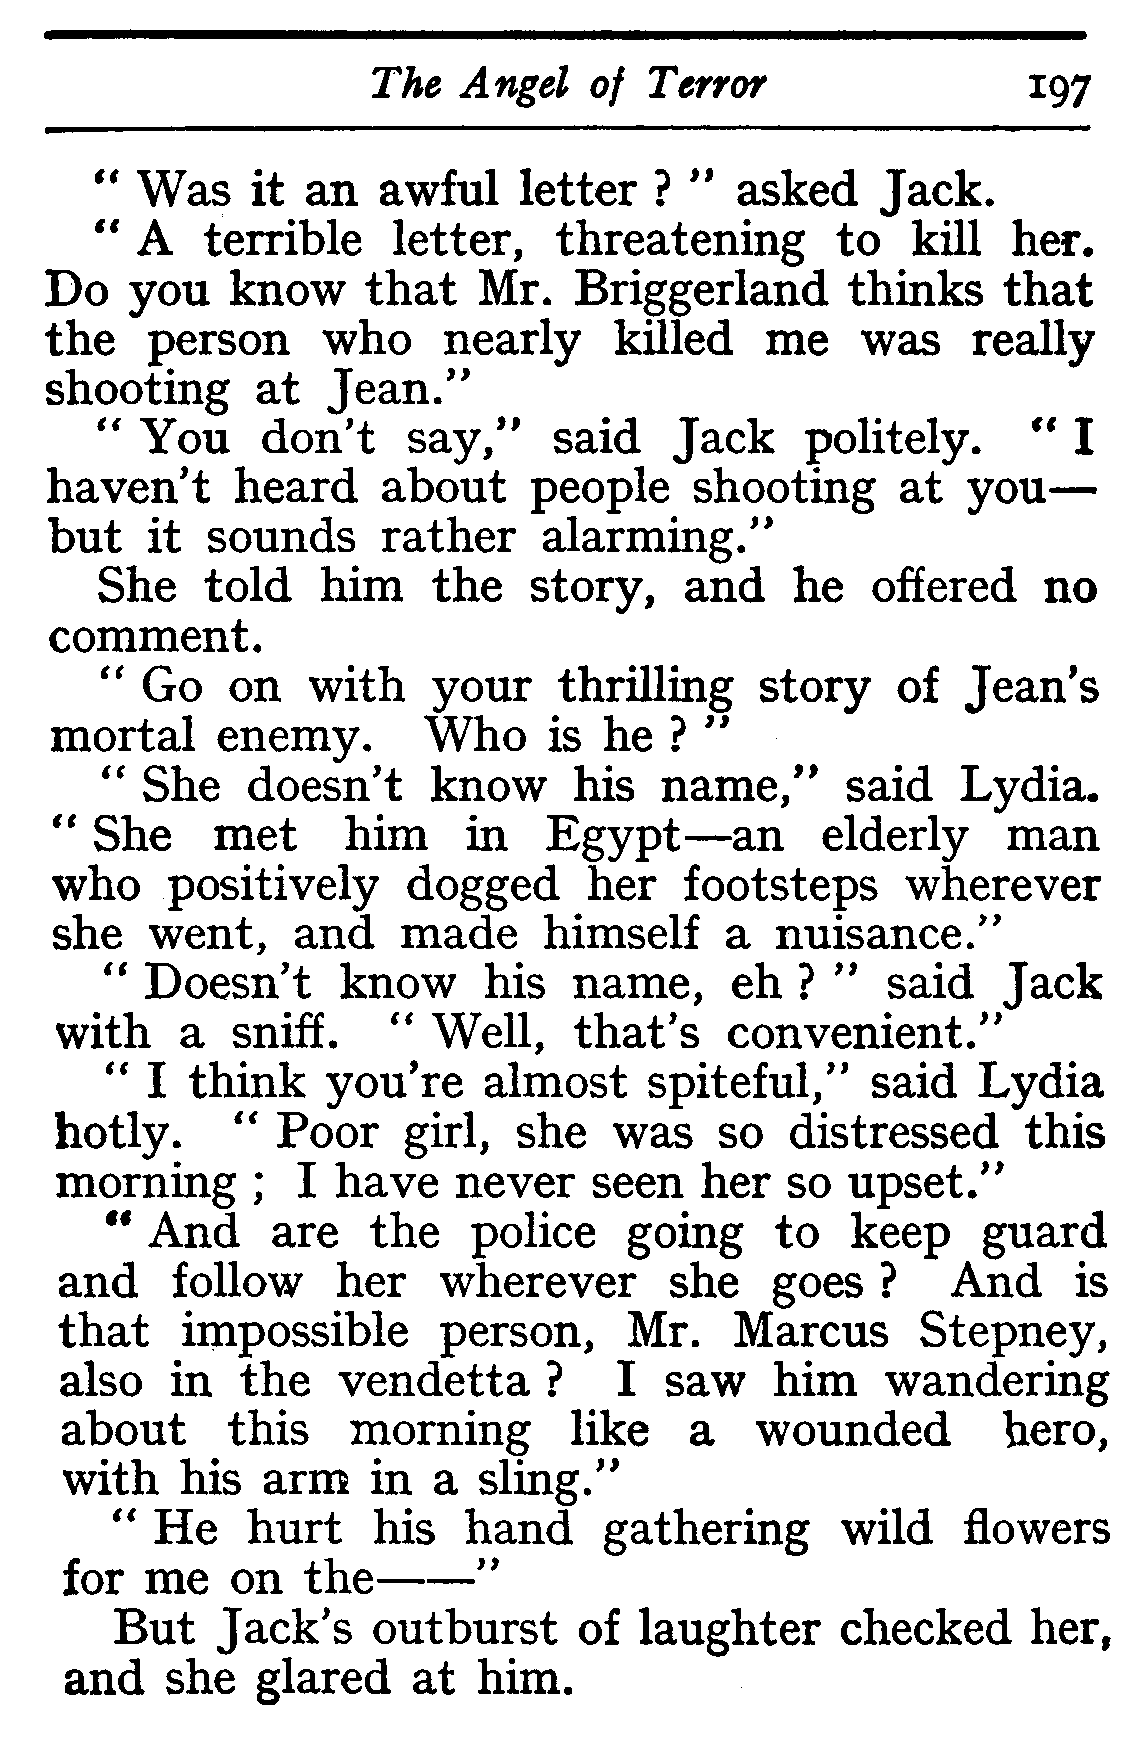 The Angel of Terror 197
“ Was it an awful letter ? ” asked Jack.
“ A terrible letter, threatening to kill her.
Do you know that Mr. Briggerland thinks that
the person who nearly killed me was really
shooting at Jean.”
“ You don't say,” said Jack politely. “ I
haven't heard about people shooting at you—
but it sounds rather alarming.”
She told him the story, and he offered no
comment.
“ Go on with your thrilling story of Jean's
mortal enemy. Who is he ? ”
“ She doesn't know his name,” said Lydia.
“ She met him in Egypt—an elderly man
who positively dogged her footsteps wherever
she went, and made himself a nuisance.”
“ Doesn't know his name, eh ? ” said Jack
with a sniff. “ Well, that's convenient.”
“ I think you're almost spiteful,” said Lydia
hotly. “ Poor girl, she was so distressed this
morning ; I have never seen her so upset.”
“ And are the police going to keep guard
and follow her wherever she goes ? And is
that impossible person, Mr. Marcus Stepney,
also in the vendetta ? I saw him wandering
about this morning like a wounded hero,
with his arm in a sling.”
“ He hurt his hand gathering wild flowers
for me on the——”
But Jack's outburst of laughter checked her,
and she glared at him.